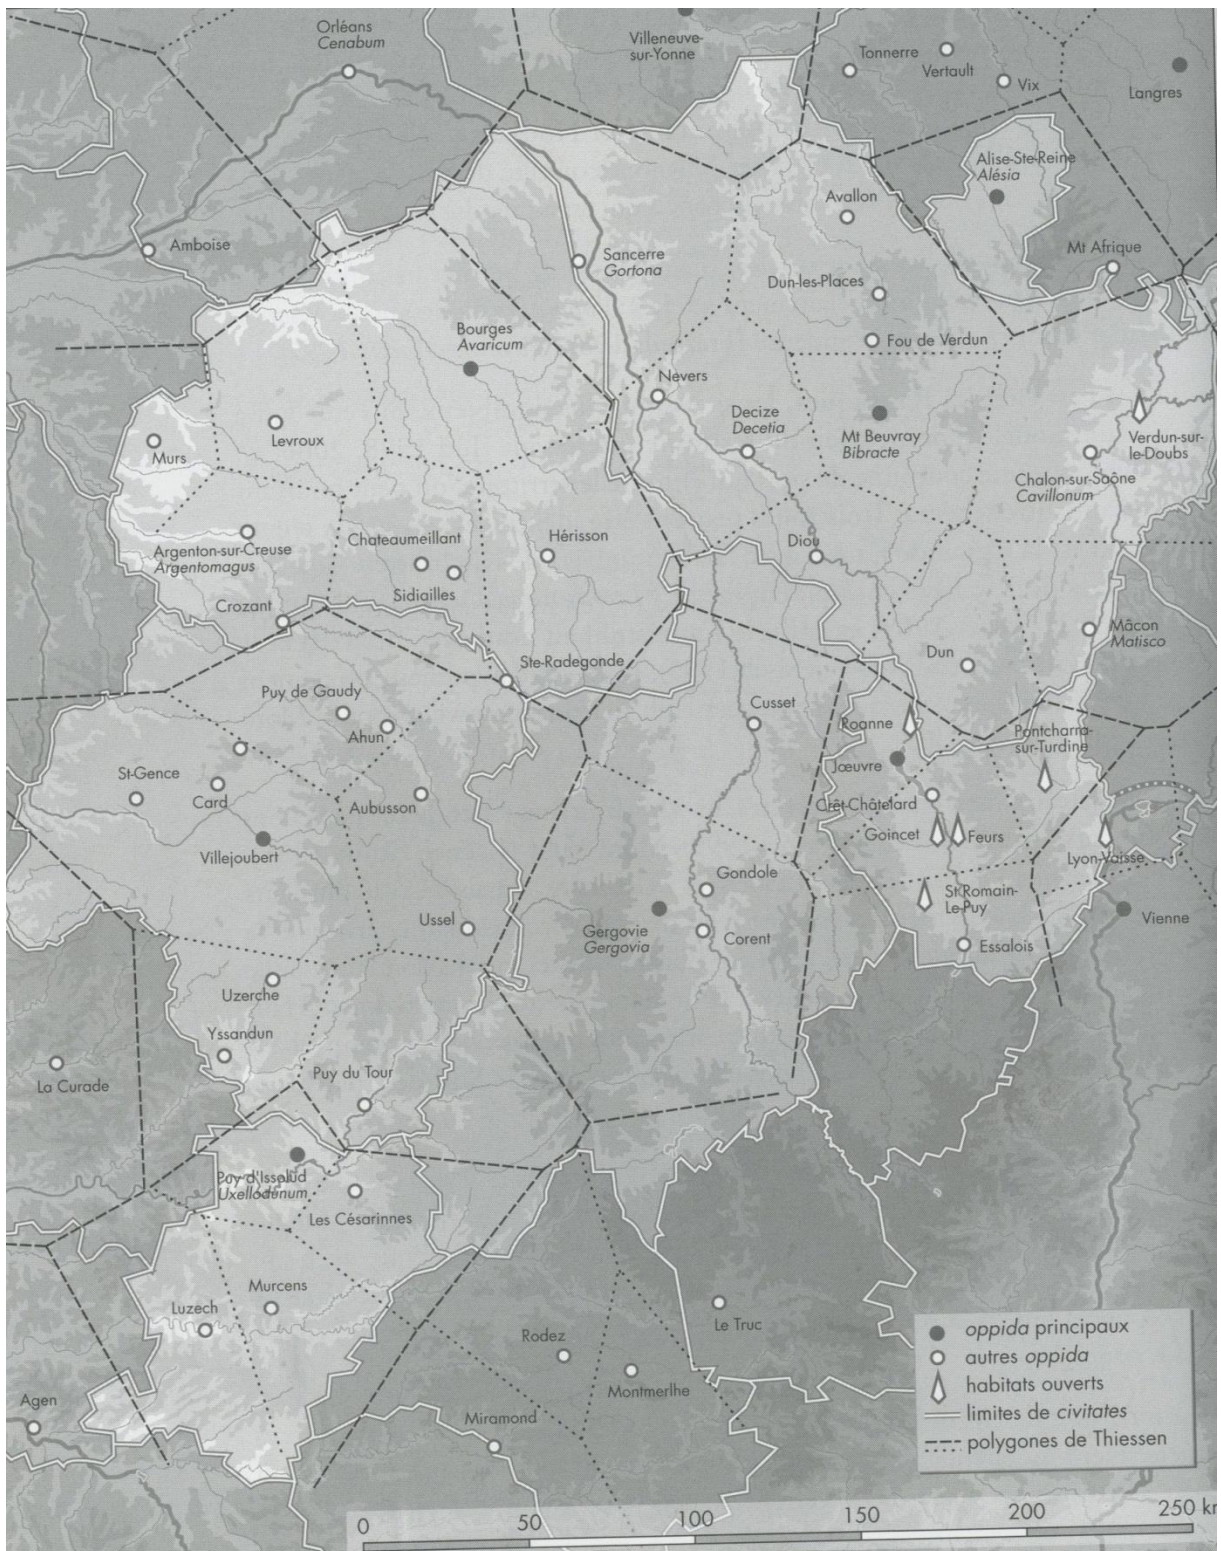 Orléans
Cenabum
Villeneuve-
sur-Yonne
Tonnerre
Vertault
Vix
Langres
Alise-Ste-Reine
Alésia
Avallon
Amboise
Sancerre
Gortona
Mt Afrique
Dun-les-Places
Bourges
Avaricum
Fou de Verdun
Nevers
Decize
Decetia
Mt Beuvray
Bibracte
Levroux
Murs
Verdun-sur-
le-Doubs
Chalon-sur-Saône
Cavillonum
Argenton-sur-Creuse
Argentomagus
Chateaumeillant
Hérisson
Diou
Sidiailles
Crozant
Mâcon
Matisco
Dun
Ste-Radegonde
Puy de Gaudy
Cusset
Roanne
Pontcharra-
sur-Turdine
Ahun
St-Gence
Card
Aubusson
Jœuvre
Crêt-Châtelard
Goincet
Feurs
Villejoubert
Lyon-Vaisse
Gondole
St Romain-
Le-Puy
Ussel
Gergovie
Gergovia
Corent
Vienne
Essalois
Uzerche
Yssandun
La Curade
Puy du Tour
Puy d'Issolud
Uxellodunum
Les Césarinnes
Murcens
Luzech
Le Truc
Rodez
Montmerlhe
Agen
Miramond
oppida principaux
autres oppida
habitats ouverts
limites de civitates
polygones de Thiessen
0 50 100 150 200 250 km